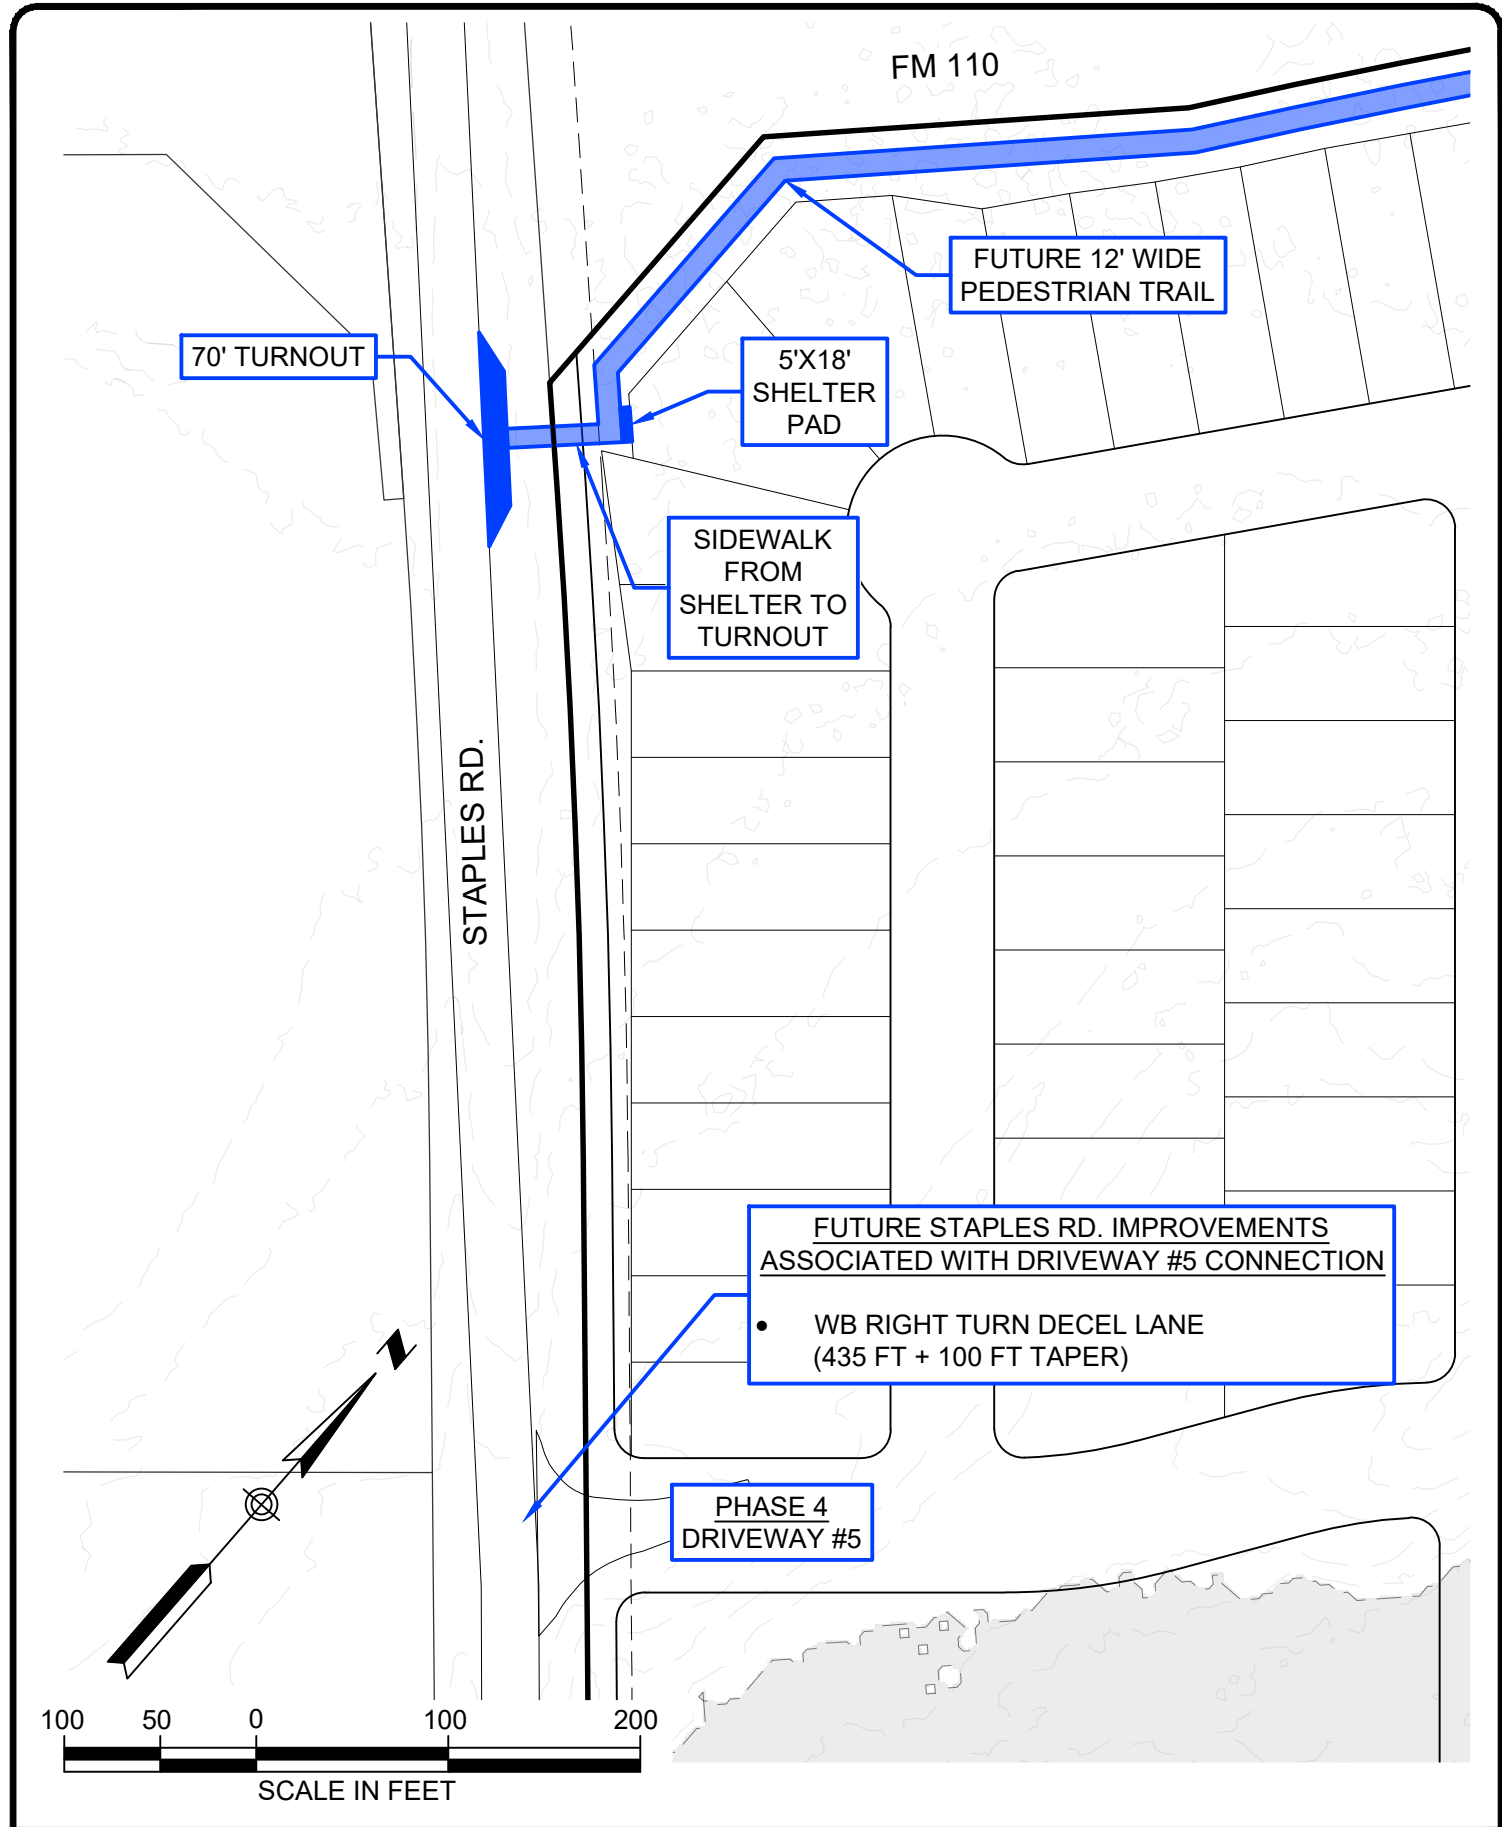 FM 110
FUTURE 12' WIDE
PEDESTRIAN TRAIL
70' TURNOUT
5'X18'
SHELTER
PAD
SIDEWALK
FROM
SHELTER TO
TURNOUT
STAPLES RD.
FUTURE STAPLES RD. IMPROVEMENTS
ASSOCIATED WITH DRIVEWAY #5 CONNECTION
• WB RIGHT TURN DECEL LANE
(435 FT + 100 FT TAPER)
N
PHASE 4
DRIVEWAY #5
100 50 0 100 200
SCALE IN FEET